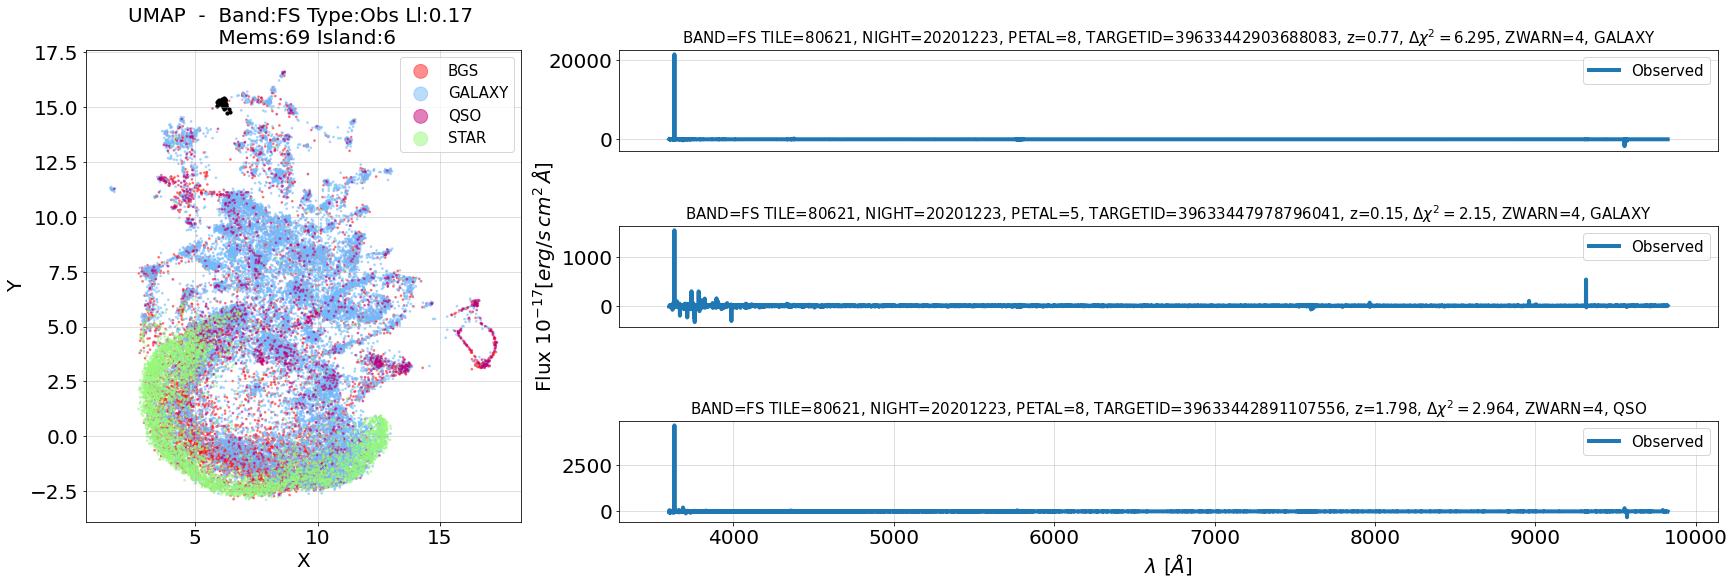 UMAP - Band:FS Type:Obs Ll:0.17
Mems:69 Island:6
17.5
15.0
12.5
10.0
7.5
5.0
2.5
0.0
−2.5
Y
5
10
15
X
BGS
GALAXY
QSO
STAR
Flux 10⁻¹⁷[erg/s cm² Å]
BAND=FS TILE=80621, NIGHT=20201223, PETAL=8, TARGETID=39633442903688083, z=0.77, Δχ² = 6.295, ZWARN=4, GALAXY
20000
0
Observed
BAND=FS TILE=80621, NIGHT=20201223, PETAL=5, TARGETID=39633447978796041, z=0.15, Δχ² = 2.15, ZWARN=4, GALAXY
1000
0
Observed
BAND=FS TILE=80621, NIGHT=20201223, PETAL=8, TARGETID=39633442891107556, z=1.798, Δχ² = 2.964, ZWARN=4, QSO
2500
0
Observed
4000
5000
6000
7000
8000
9000
10000
λ [Å]